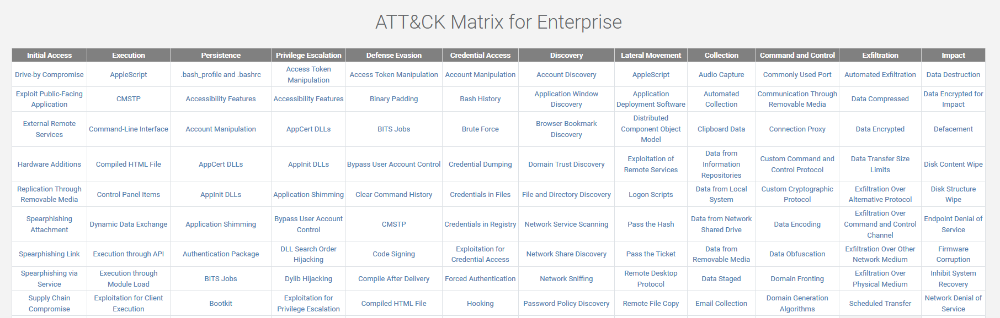 ATT&CK Matrix for Enterprise
Initial Access Execution Persistence Privilege Escalation Defense Evasion Credential Access Discovery Lateral Movement Collection Command and Control Exfiltration Impact
Drive-by Compromise AppleScript .bash_profile and .bashrc Access Token Manipulation Access Token Manipulation Account Manipulation Account Discovery AppleScript Audio Capture Commonly Used Port Automated Exfiltration Data Destruction
Exploit Public-Facing Application CMSTP Accessibility Features Accessibility Features Binary Padding Bash History Application Window Discovery Application Deployment Software Automated Collection Communication Through Removable Media Data Compressed Data Encrypted for Impact
External Remote Services Command-Line Interface Account Manipulation AppCert DLLs BITS Jobs Brute Force Browser Bookmark Discovery Distributed Component Object Model Clipboard Data Connection Proxy Data Encrypted Defacement
Hardware Additions Compiled HTML File AppCert DLLs AppInit DLLs Bypass User Account Control Credential Dumping Domain Trust Discovery Exploitation of Remote Services Data from Information Repositories Custom Command and Control Protocol Data Transfer Size Limits Disk Content Wipe
Replication Through Removable Media Control Panel Items AppInit DLLs Application Shimming Clear Command History Credentials in Files File and Directory Discovery Logon Scripts Data from Local System Custom Cryptographic Protocol Exfiltration Over Alternative Protocol Disk Structure Wipe
Spearphishing Attachment Dynamic Data Exchange Application Shimming Bypass User Account Control CMSTP Credentials in Registry Network Service Scanning Pass the Hash Data from Network Shared Drive Data Encoding Exfiltration Over Command and Control Channel Endpoint Denial of Service
Spearphishing Link Execution through API Authentication Package DLL Search Order Hijacking Code Signing Exploitation for Credential Access Network Share Discovery Pass the Ticket Data from Removable Media Data Obfuscation Exfiltration Over Other Network Medium Firmware Corruption
Spearphishing via Service Execution through Module Load BITS Jobs Dylib Hijacking Compile After Delivery Forced Authentication Network Sniffing Remote Desktop Protocol Data Staged Domain Fronting Exfiltration Over Physical Medium Inhibit System Recovery
Supply Chain Compromise Exploitation for Client Execution Bootkit Exploitation for Privilege Escalation Compiled HTML File Hooking Password Policy Discovery Remote File Copy Email Collection Domain Generation Algorithms Scheduled Transfer Network Denial of Service